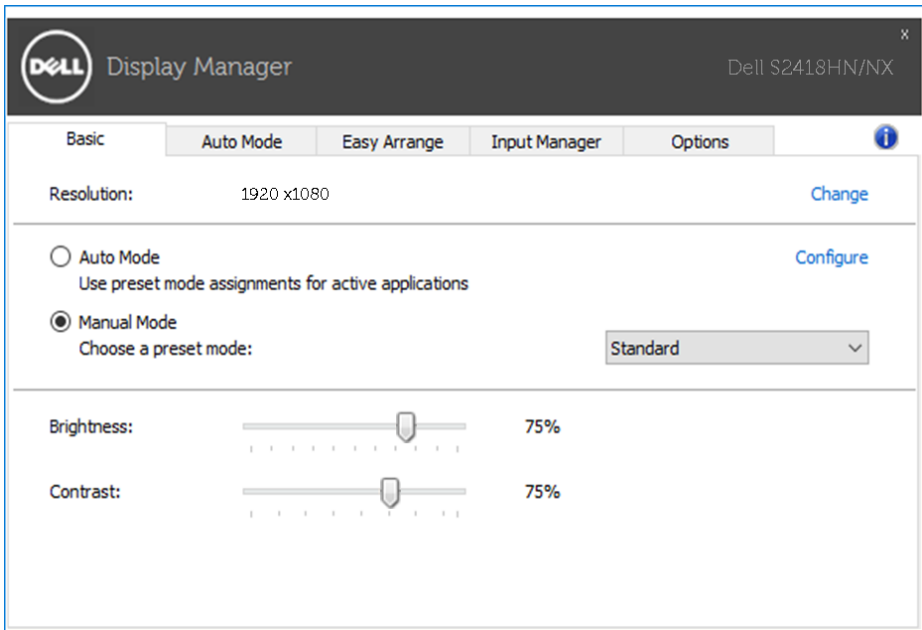 X
DELL Display Manager
Dell S2418HN/NX
Basic Auto Mode Easy Arrange Input Manager Options i
Resolution: 1920 x1080 Change
Auto Mode Configure
Use preset mode assignments for active applications
Manual Mode
Choose a preset mode: Standard
Brightness: 75%
Contrast: 75%